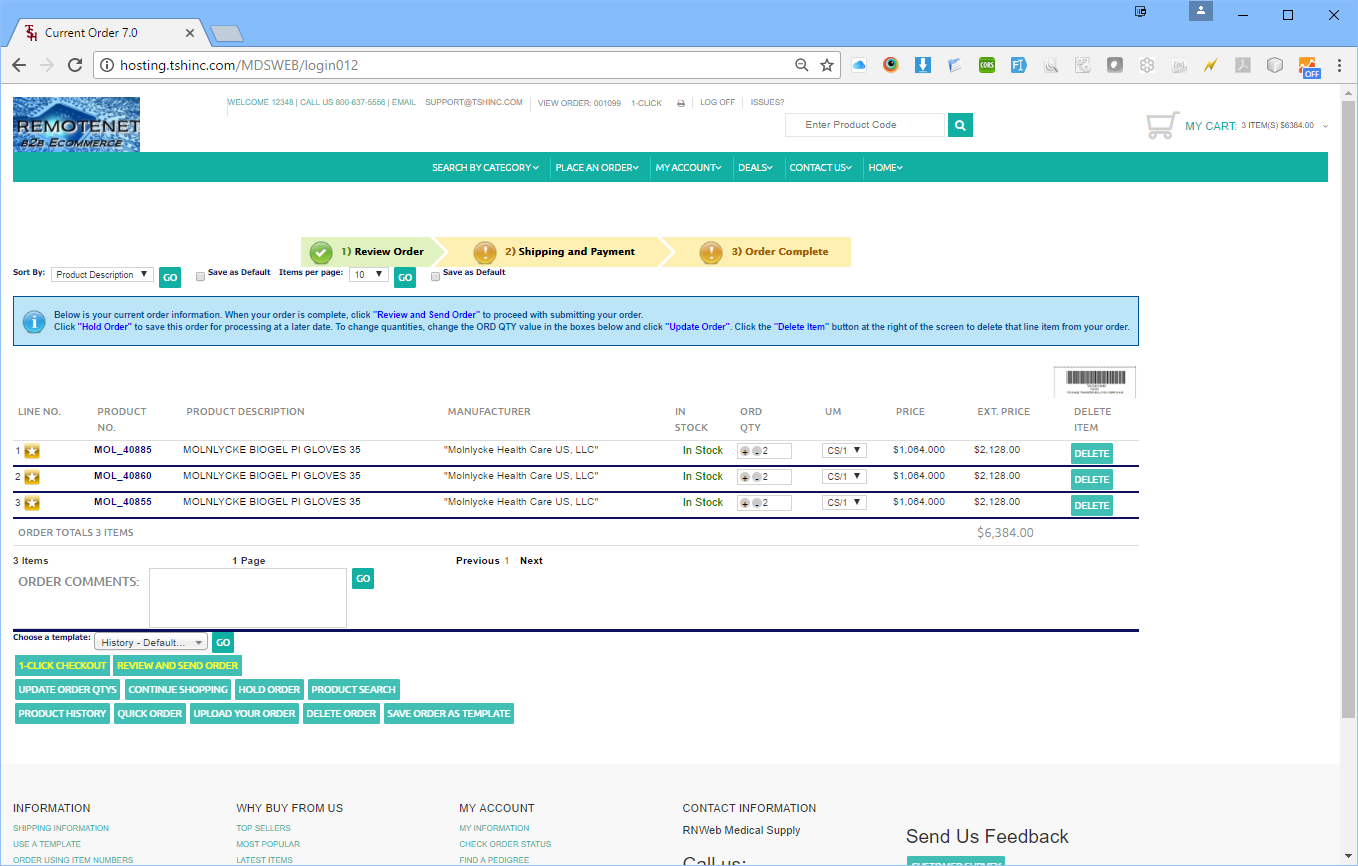 Current Order 7.0
hosting.tshinc.com/MDSWEB/login012
CORS
OFF
REMOTENET
B2B ECOMMERCE
WELCOME 12348 | CALL US 800-637-5566 | EMAIL SUPPORT@TSHINC.COM VIEW ORDER: 001099 1-CLICK LOG OFF ISSUES?
Enter Product Code
MY CART: 3 ITEM(S) $6384.00
SEARCH BY CATEGORY PLACE AN ORDER MY ACCOUNT DEALS CONTACT US HOME
1) Review Order 2) Shipping and Payment 3) Order Complete
Sort By: Product Description GO Save as Default Items per page: 10 GO Save as Default
Below is your current order information. When your order is complete, click "Review and Send Order" to proceed with submitting your order.
Click "Hold Order" to save this order for processing at a later date. To change quantities, change the ORD QTY value in the boxes below and click "Update Order". Click the "Delete Item" button at the right of the screen to delete that line item from your order.
LINE NO. PRODUCT NO. PRODUCT DESCRIPTION MANUFACTURER IN STOCK ORD QTY UM PRICE EXT. PRICE DELETE ITEM
1 MOL_40885 MOLNLYCKE BIOGEL PI GLOVES 35 "Molnlycke Health Care US, LLC" In Stock 2 CS/1 $1,064.000 $2,128.00 DELETE
2 MOL_40860 MOLNLYCKE BIOGEL PI GLOVES 35 "Molnlycke Health Care US, LLC" In Stock 2 CS/1 $1,064.000 $2,128.00 DELETE
3 MOL_40855 MOLNLYCKE BIOGEL PI GLOVES 35 "Molnlycke Health Care US, LLC" In Stock 2 CS/1 $1,064.000 $2,128.00 DELETE
ORDER TOTALS 3 ITEMS $6,384.00
3 Items 1 Page Previous 1 Next
ORDER COMMENTS: GO
Choose a template: History - Default... GO
1-CLICK CHECKOUT REVIEW AND SEND ORDER
UPDATE ORDER QTYS CONTINUE SHOPPING HOLD ORDER PRODUCT SEARCH
PRODUCT HISTORY QUICK ORDER UPLOAD YOUR ORDER DELETE ORDER SAVE ORDER AS TEMPLATE
INFORMATION WHY BUY FROM US MY ACCOUNT CONTACT INFORMATION
SHIPPING INFORMATION TOP SELLERS MY INFORMATION RNWeb Medical Supply
Send Us Feedback
USE A TEMPLATE MOST POPULAR CHECK ORDER STATUS
ORDER USING ITEM NUMBERS LATEST ITEMS FIND A PEDIGREE Call us: CUSTOMER SURVEY